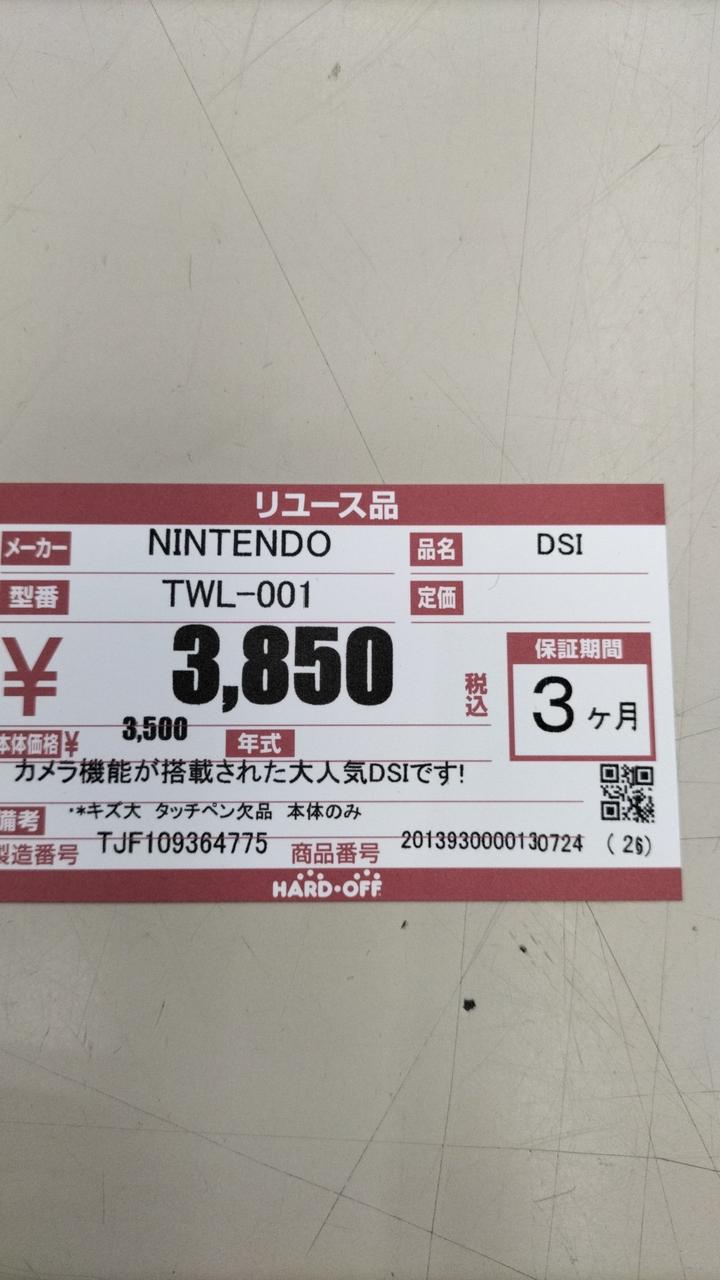 リユース品
メーカー NINTENDO 品名 DSI
型番 TWL-001 定価
¥ 3,850 税込 保証期間 3ヶ月
本体価格¥ 3,500 年式
カメラ機能が搭載された大人気DSIです!
備考 ･*キズ大 タッチペン欠品 本体のみ
製造番号 TJF109364775 商品番号 2013930000130724 (26)
HARD・OFF